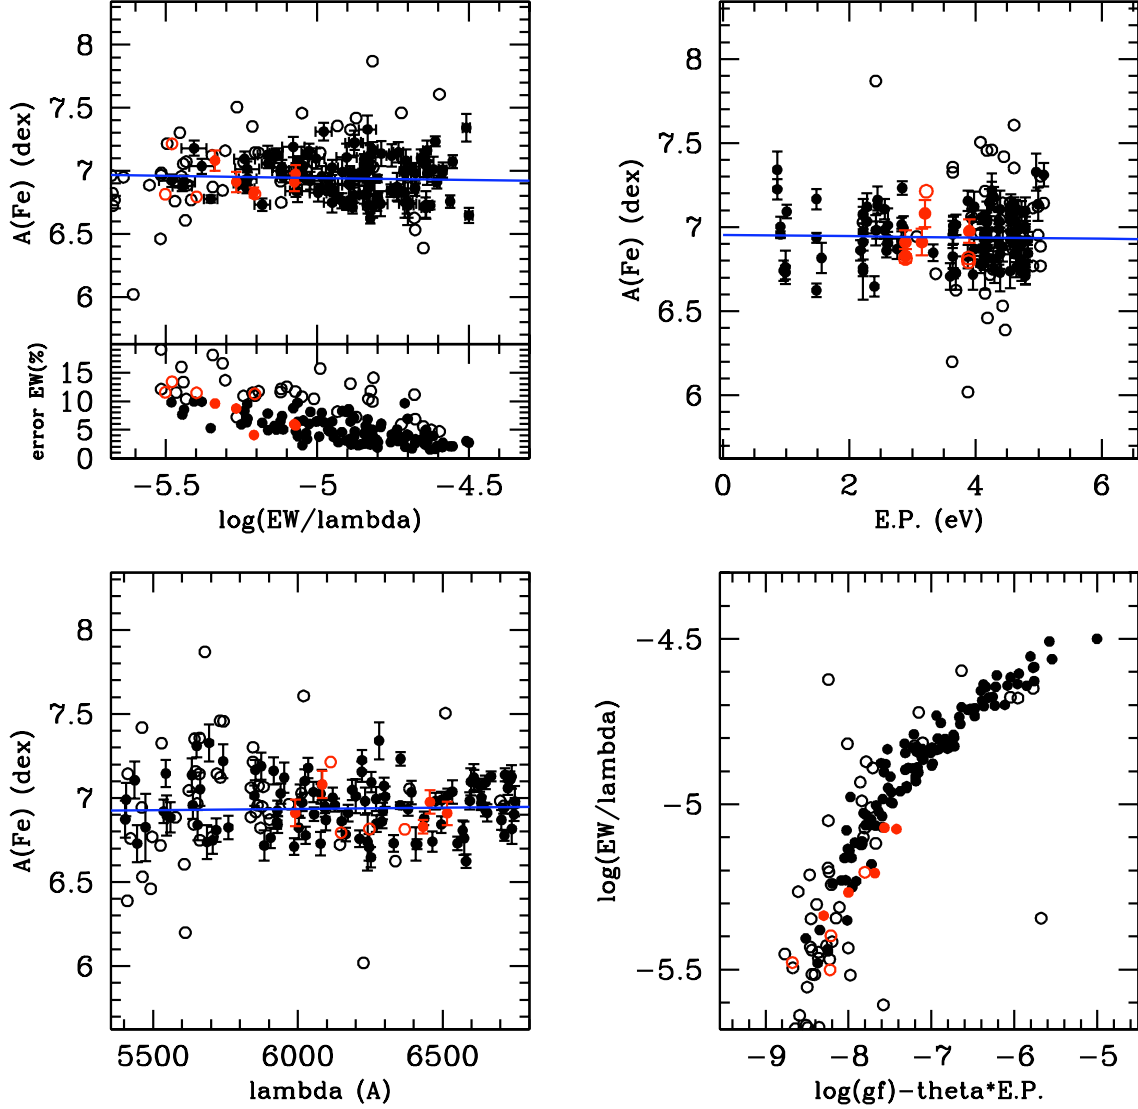 8
7.5
7
6.5
6
A(Fe) (dex)
15
10
5
0
error EW(%)
−5.5 −5 −4.5
log(EW/lambda)
8
7.5
7
6.5
6
A(Fe) (dex)
0 2 4 6
E.P. (eV)
8
7.5
7
6.5
6
A(Fe) (dex)
5500 6000 6500
lambda (A)
−4.5
−5
−5.5
log(EW/lambda)
−9 −8 −7 −6 −5
log(gf)−theta*E.P.